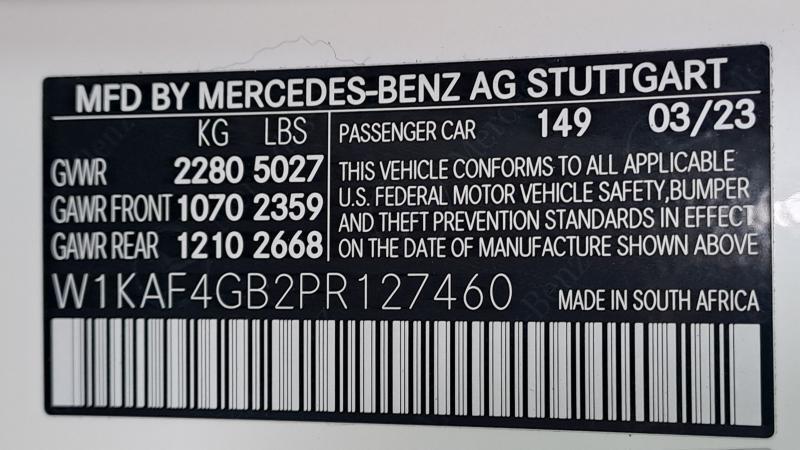 MFD BY MERCEDES-BENZ AG STUTTGART
KG LBS
GVWR 2280 5027
GAWR FRONT 1070 2359
GAWR REAR 1210 2668
PASSENGER CAR 149 03/23
THIS VEHICLE CONFORMS TO ALL APPLICABLE
U.S. FEDERAL MOTOR VEHICLE SAFETY,BUMPER
AND THEFT PREVENTION STANDARDS IN EFFECT
ON THE DATE OF MANUFACTURE SHOWN ABOVE
W1KAF4GB2PR127460 MADE IN SOUTH AFRICA